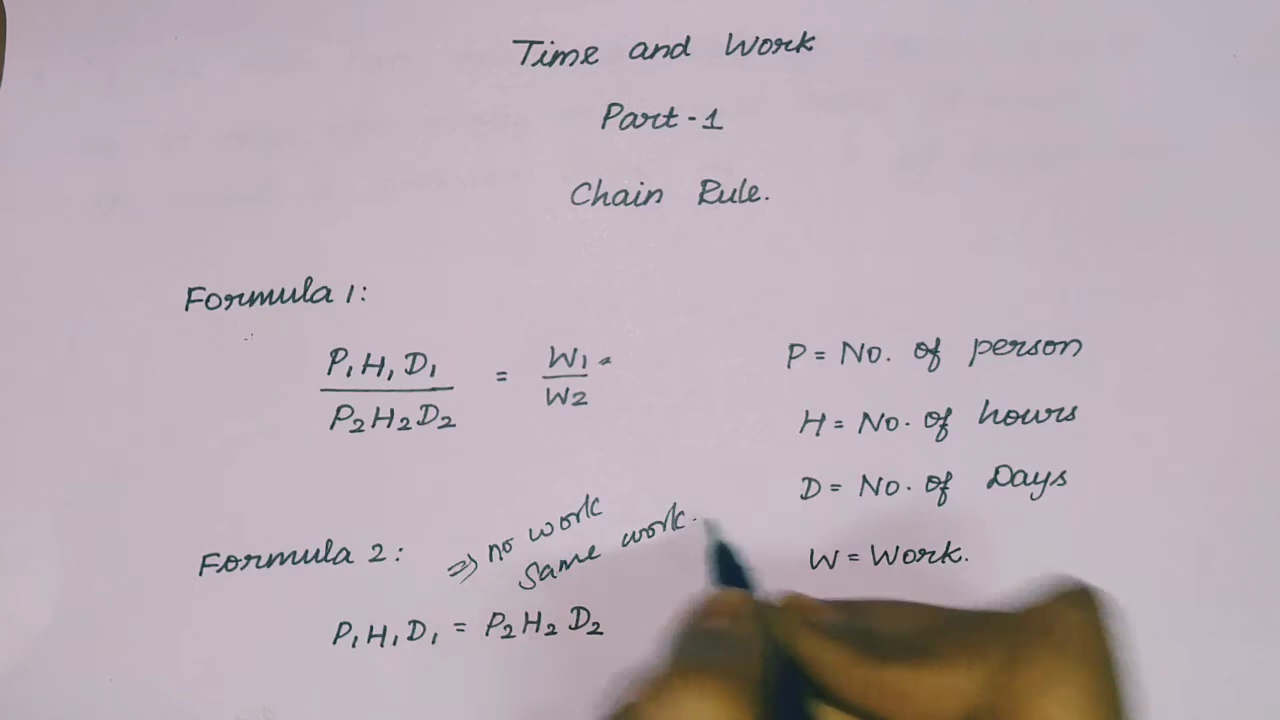 Time and Work
Part-1
Chain Rule.
Formula 1:
P₁H₁D₁ / P₂H₂D₂ = W₁ / W₂
P = No. of person
H = No. of hours
D = No. of Days
W = Work.
Formula 2:
⇒ no work
same work.
P₁H₁D₁ = P₂H₂D₂